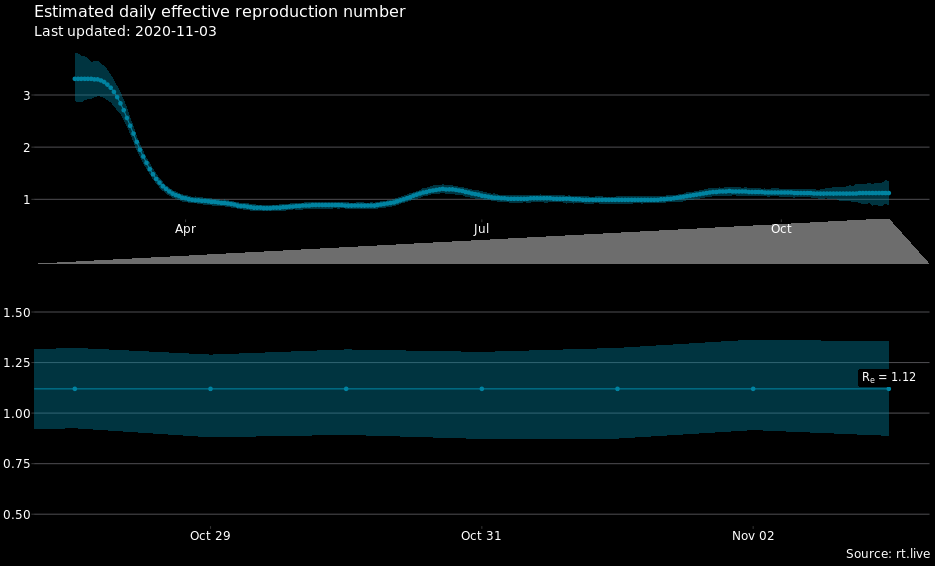 Estimated daily effective reproduction number
Last updated: 2020-11-03
3
2
1
Apr Jul Oct
1.50
1.25
Rₑ = 1.12
1.00
0.75
0.50
Oct 29 Oct 31 Nov 02
Source: rt.live